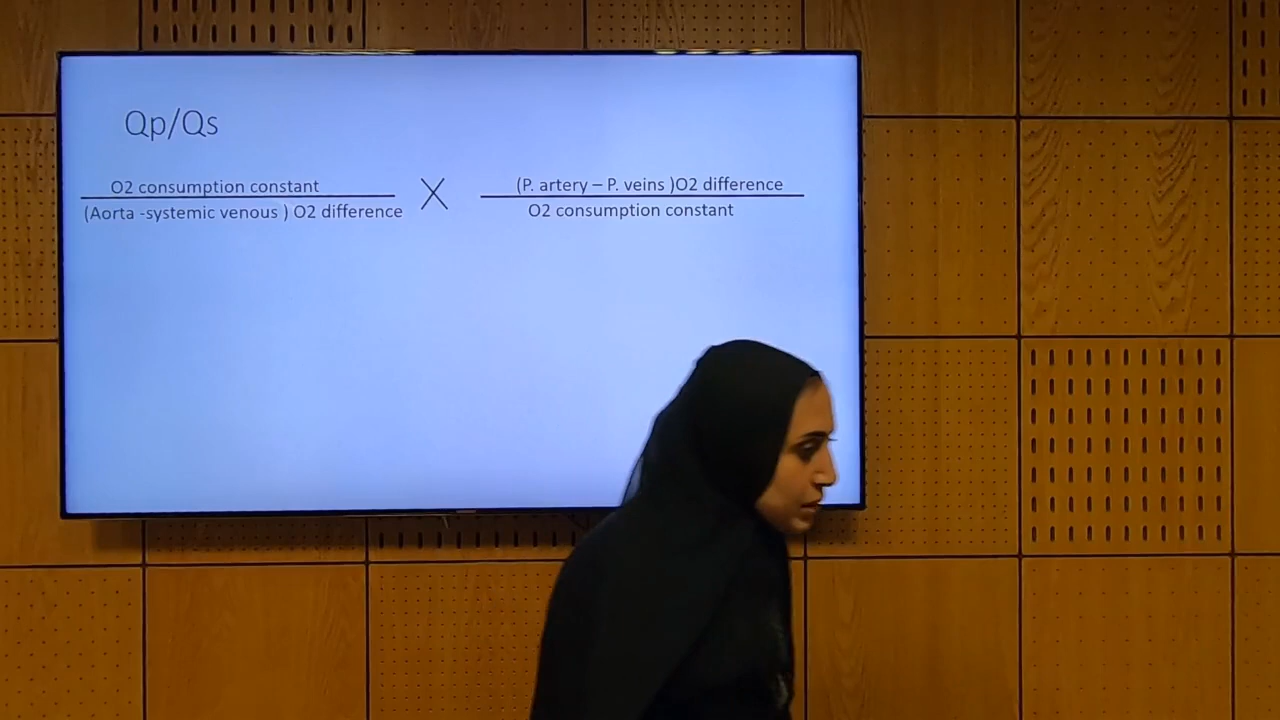 Qp/Qs
O2 consumption constant
(Aorta -systemic venous ) O2 difference
X
(P. artery – P. veins )O2 difference
O2 consumption constant